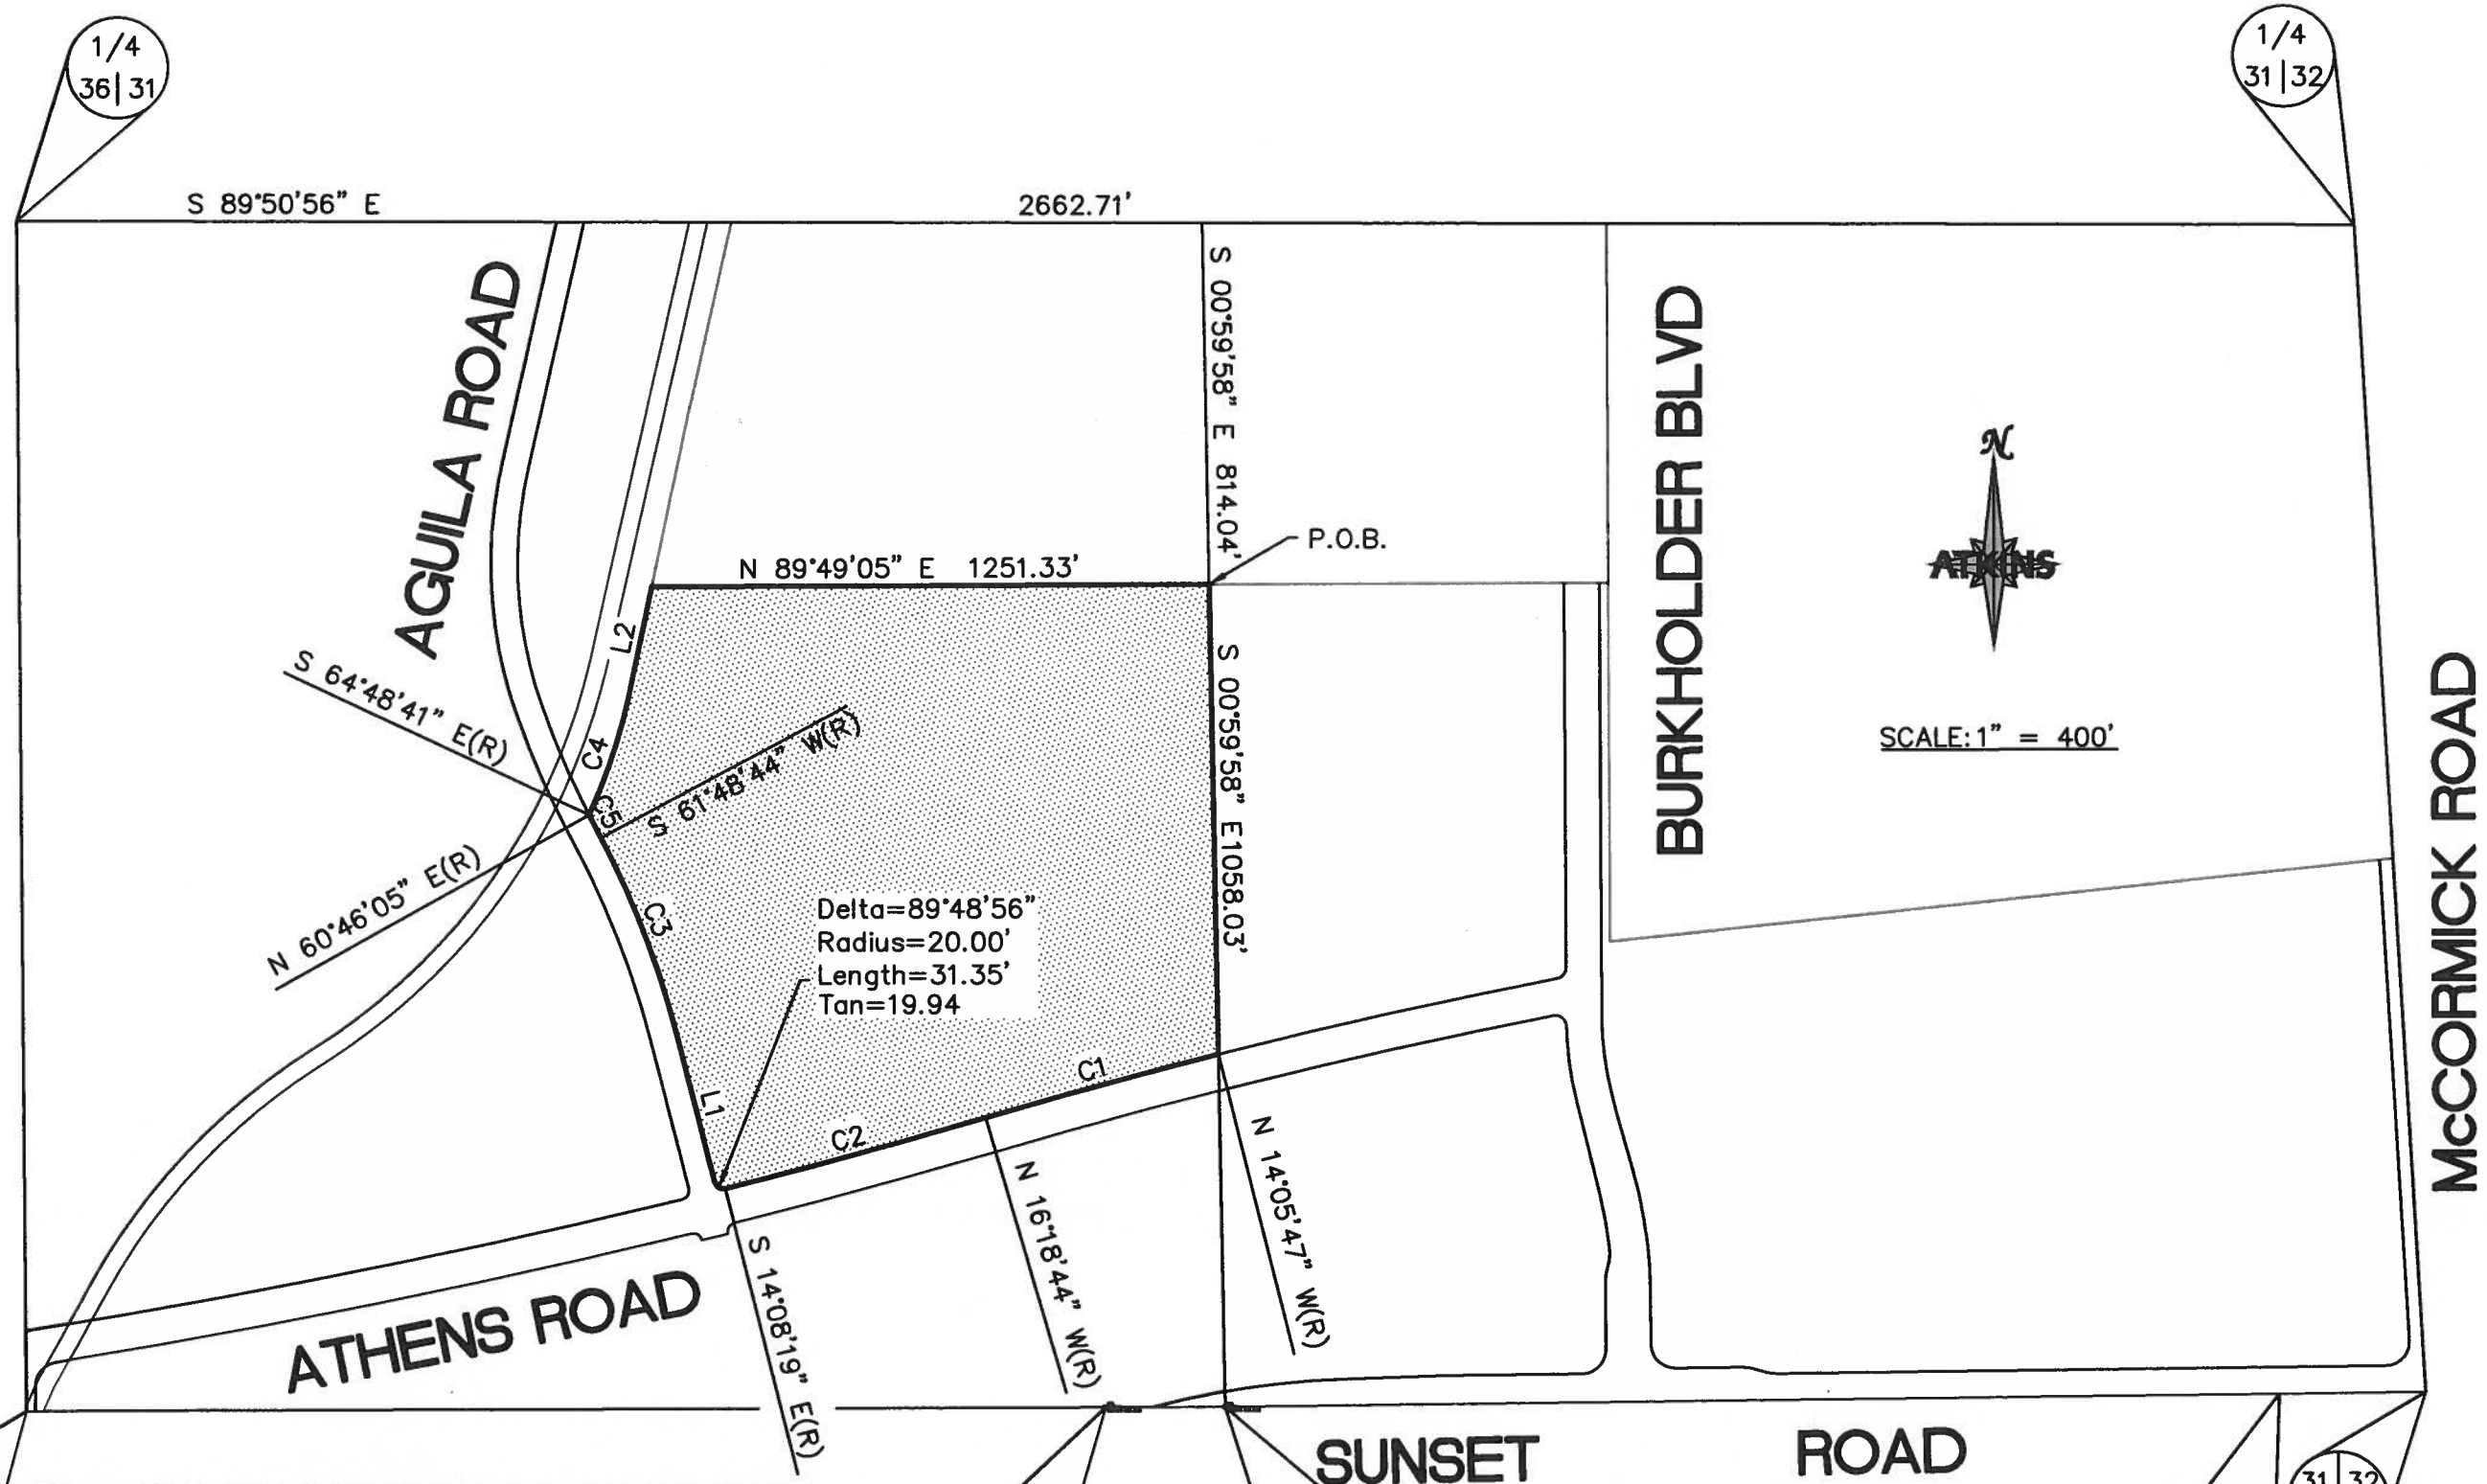 1/4
36|31
1/4
31|32
S 89°50'56" E
2662.71'
AGUILA ROAD
S 00°59'58" E 814.04'
BURKHOLDER BLVD
N
ATKINS
SCALE: 1" = 400'
P.O.B.
N 89°49'05" E 1251.33'
L2
S 64°48'41" E(R)
C4
C5
S 61°48'44" W(R)
S 00°59'58" E1058.03'
McCORMICK ROAD
N 60°46'05" E(R)
C3
Delta=89°48'56"
Radius=20.00'
Length=31.35'
Tan=19.94
L1
C1
C2
N 14°05'47" W(R)
N 16°18'44" W(R)
S 14°08'19" E(R)
ATHENS ROAD
SUNSET ROAD
31|32